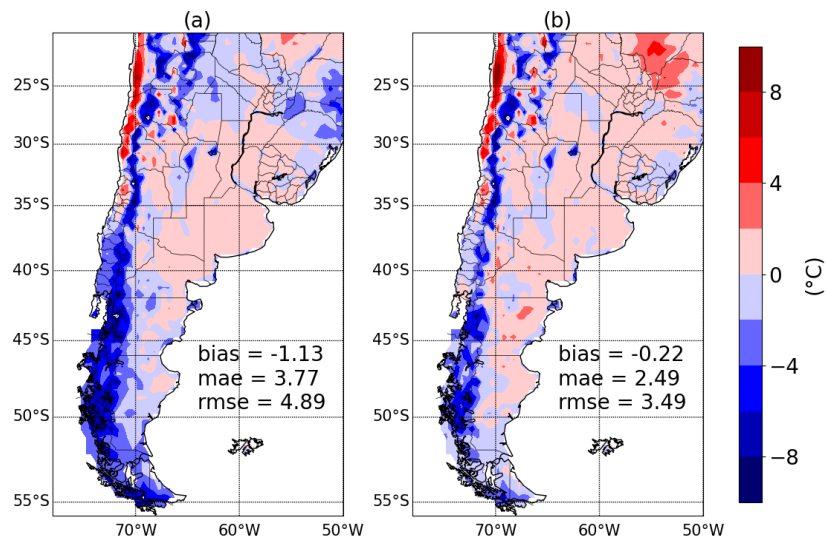 (a)
(b)
25°S
30°S
35°S
40°S
45°S
50°S
55°S
bias = -1.13
mae = 3.77
rmse = 4.89
70°W
60°W
50°W
25°S
30°S
35°S
40°S
45°S
50°S
55°S
bias = -0.22
mae = 2.49
rmse = 3.49
70°W
60°W
50°W
8
4
0
−4
−8
(°C)